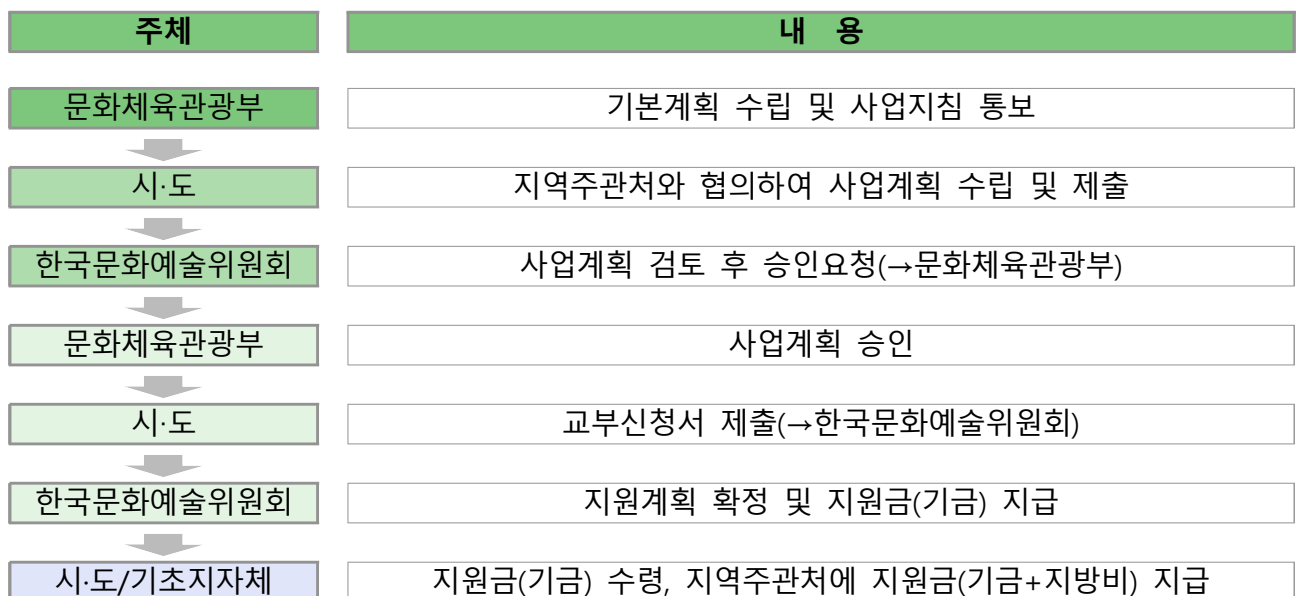 주체 내 용
문화체육관광부 기본계획 수립 및 사업지침 통보
시·도 지역주관처와 협의하여 사업계획 수립 및 제출
한국문화예술위원회 사업계획 검토 후 승인요청(→문화체육관광부)
문화체육관광부 사업계획 승인
시·도 교부신청서 제출(→한국문화예술위원회)
한국문화예술위원회 지원계획 확정 및 지원금(기금) 지급
시·도/기초지자체 지원금(기금) 수령, 지역주관처에 지원금(기금+지방비) 지급